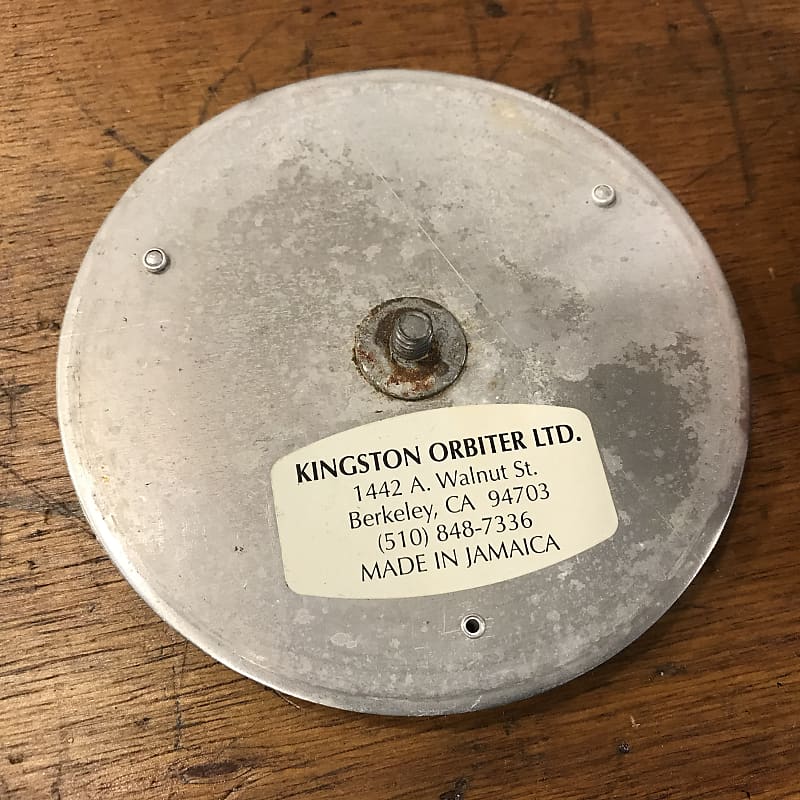 KINGSTON ORBITER LTD.
1442 A. Walnut St.
Berkeley, CA 94703
(510) 848-7336
MADE IN JAMAICA